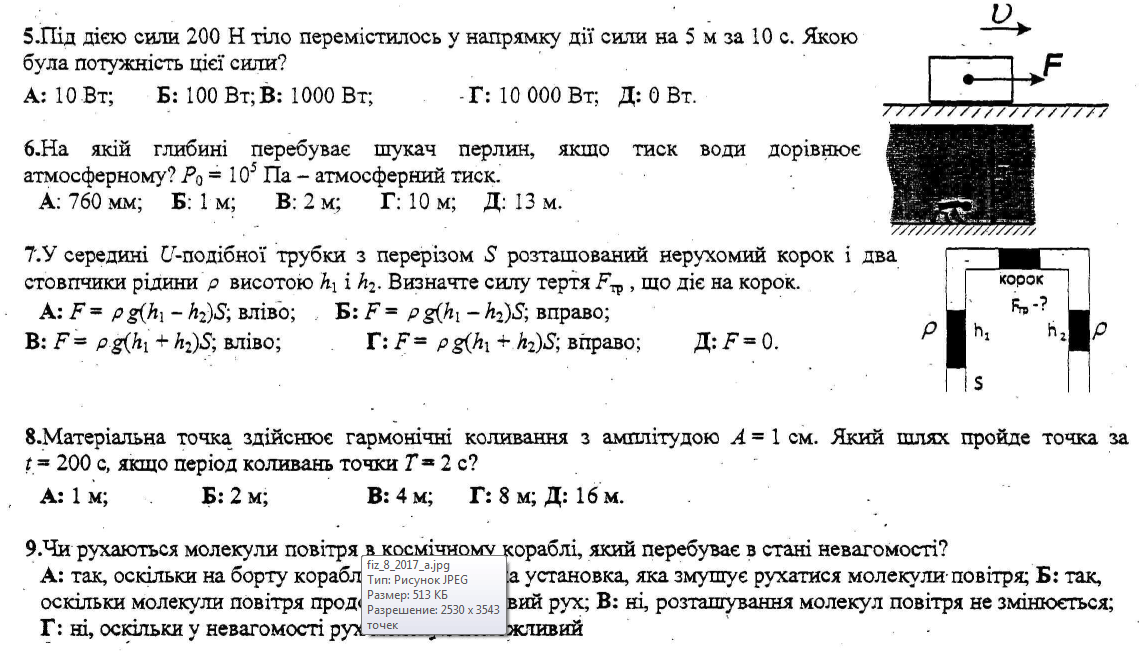 5.Під дією сили 200 Н тіло перемістилось у напрямку дії сили на 5 м за 10 с. Якою
була потужність цієї сили?
А: 10 Вт; Б: 100 Вт; В: 1000 Вт; Г: 10 000 Вт; Д: 0 Вт.
υ
F
6.На якій глибині перебуває шукач перлин, якщо тиск води дорівнює
атмосферному? P₀ = 10⁵ Па – атмосферний тиск.
А: 760 мм; Б: 1 м; В: 2 м; Г: 10 м; Д: 13 м.
7.У середині U-подібної трубки з перерізом S розташований нерухомий корок і два
стовпчики рідини ρ висотою h₁ і h₂. Визначте силу тертя Fтр , що діє на корок.
А: F = ρg(h₁ – h₂)S; вліво; Б: F = ρg(h₁ – h₂)S; вправо;
В: F = ρg(h₁ + h₂)S; вліво; Г: F = ρg(h₁ + h₂)S; вправо; Д: F = 0.
корок
Fтр -?
ρ h₁ h₂ ρ
S
8.Матеріальна точка здійснює гармонічні коливання з амплітудою A = 1 см. Який шлях пройде точка за
t = 200 с, якщо період коливань точки T = 2 с?
А: 1 м; Б: 2 м; В: 4 м; Г: 8 м; Д: 16 м.
9.Чи рухаються молекули повітря в космічному кораблі, який перебуває в стані невагомості?
А: так, оскільки на борту корабл установка, яка змушує рухатися молекули повітря; Б: так,
оскільки молекули повітря рух; В: ні, розташування молекул повітря не змінюється;
Г: ні, оскільки у невагомості
fiz_8_2017_a.jpg
Тип: Рисунок JPEG
Размер: 513 КБ
Разрешение: 2530 x 3543
точек